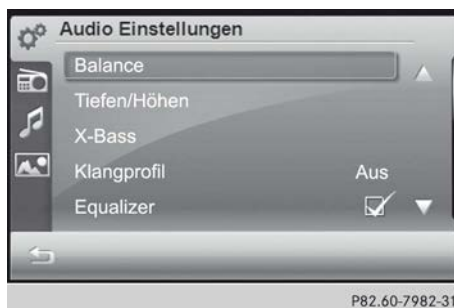 Audio Einstellungen
Balance
Tiefen/Höhen
X-Bass
Klangprofil Aus
Equalizer
P82.60-7982-31